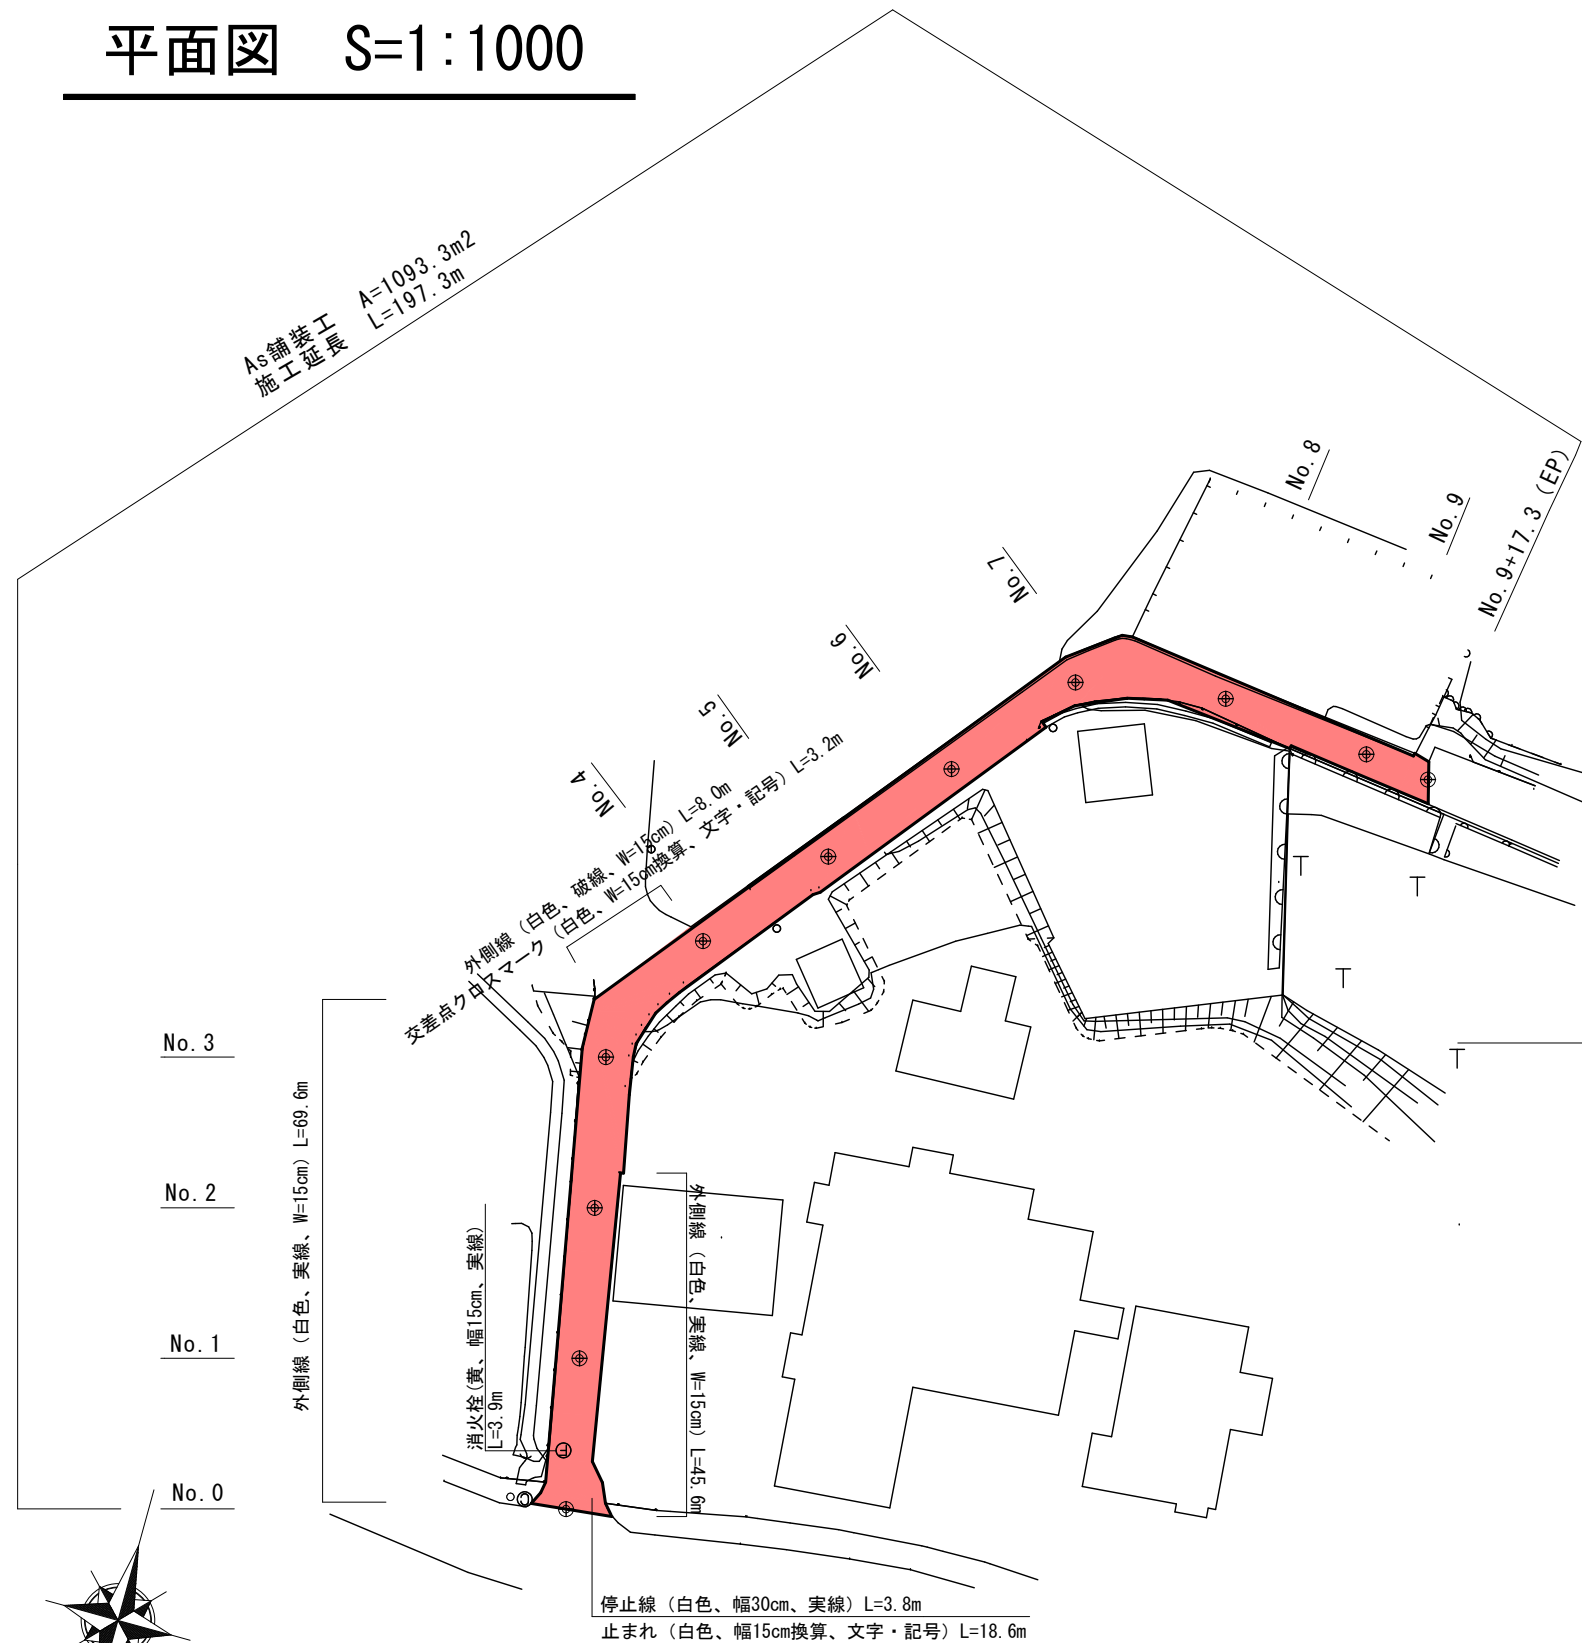 平面図　S=1:1000
As舗装工　A=1093.3m2
施工延長　L=197.3m
No.8
No.9
No.9+17.3 (EP)
No.7
No.6
No.5
No.4
外側線（白色、破線、W=15cm）L=8.0m
交差点クロスマーク（白色、W=15cm換算、文字・記号）L=3.2m
No.3
No.2
No.1
No.0
外側線（白色、実線、W=15cm）L=69.6m
消火栓(黄、幅15cm、実線)
L=3.9m
外側線（白色、実線、W=15cm）L=45.6m
停止線（白色、幅30cm、実線）L=3.8m
止まれ（白色、幅15cm換算、文字・記号）L=18.6m